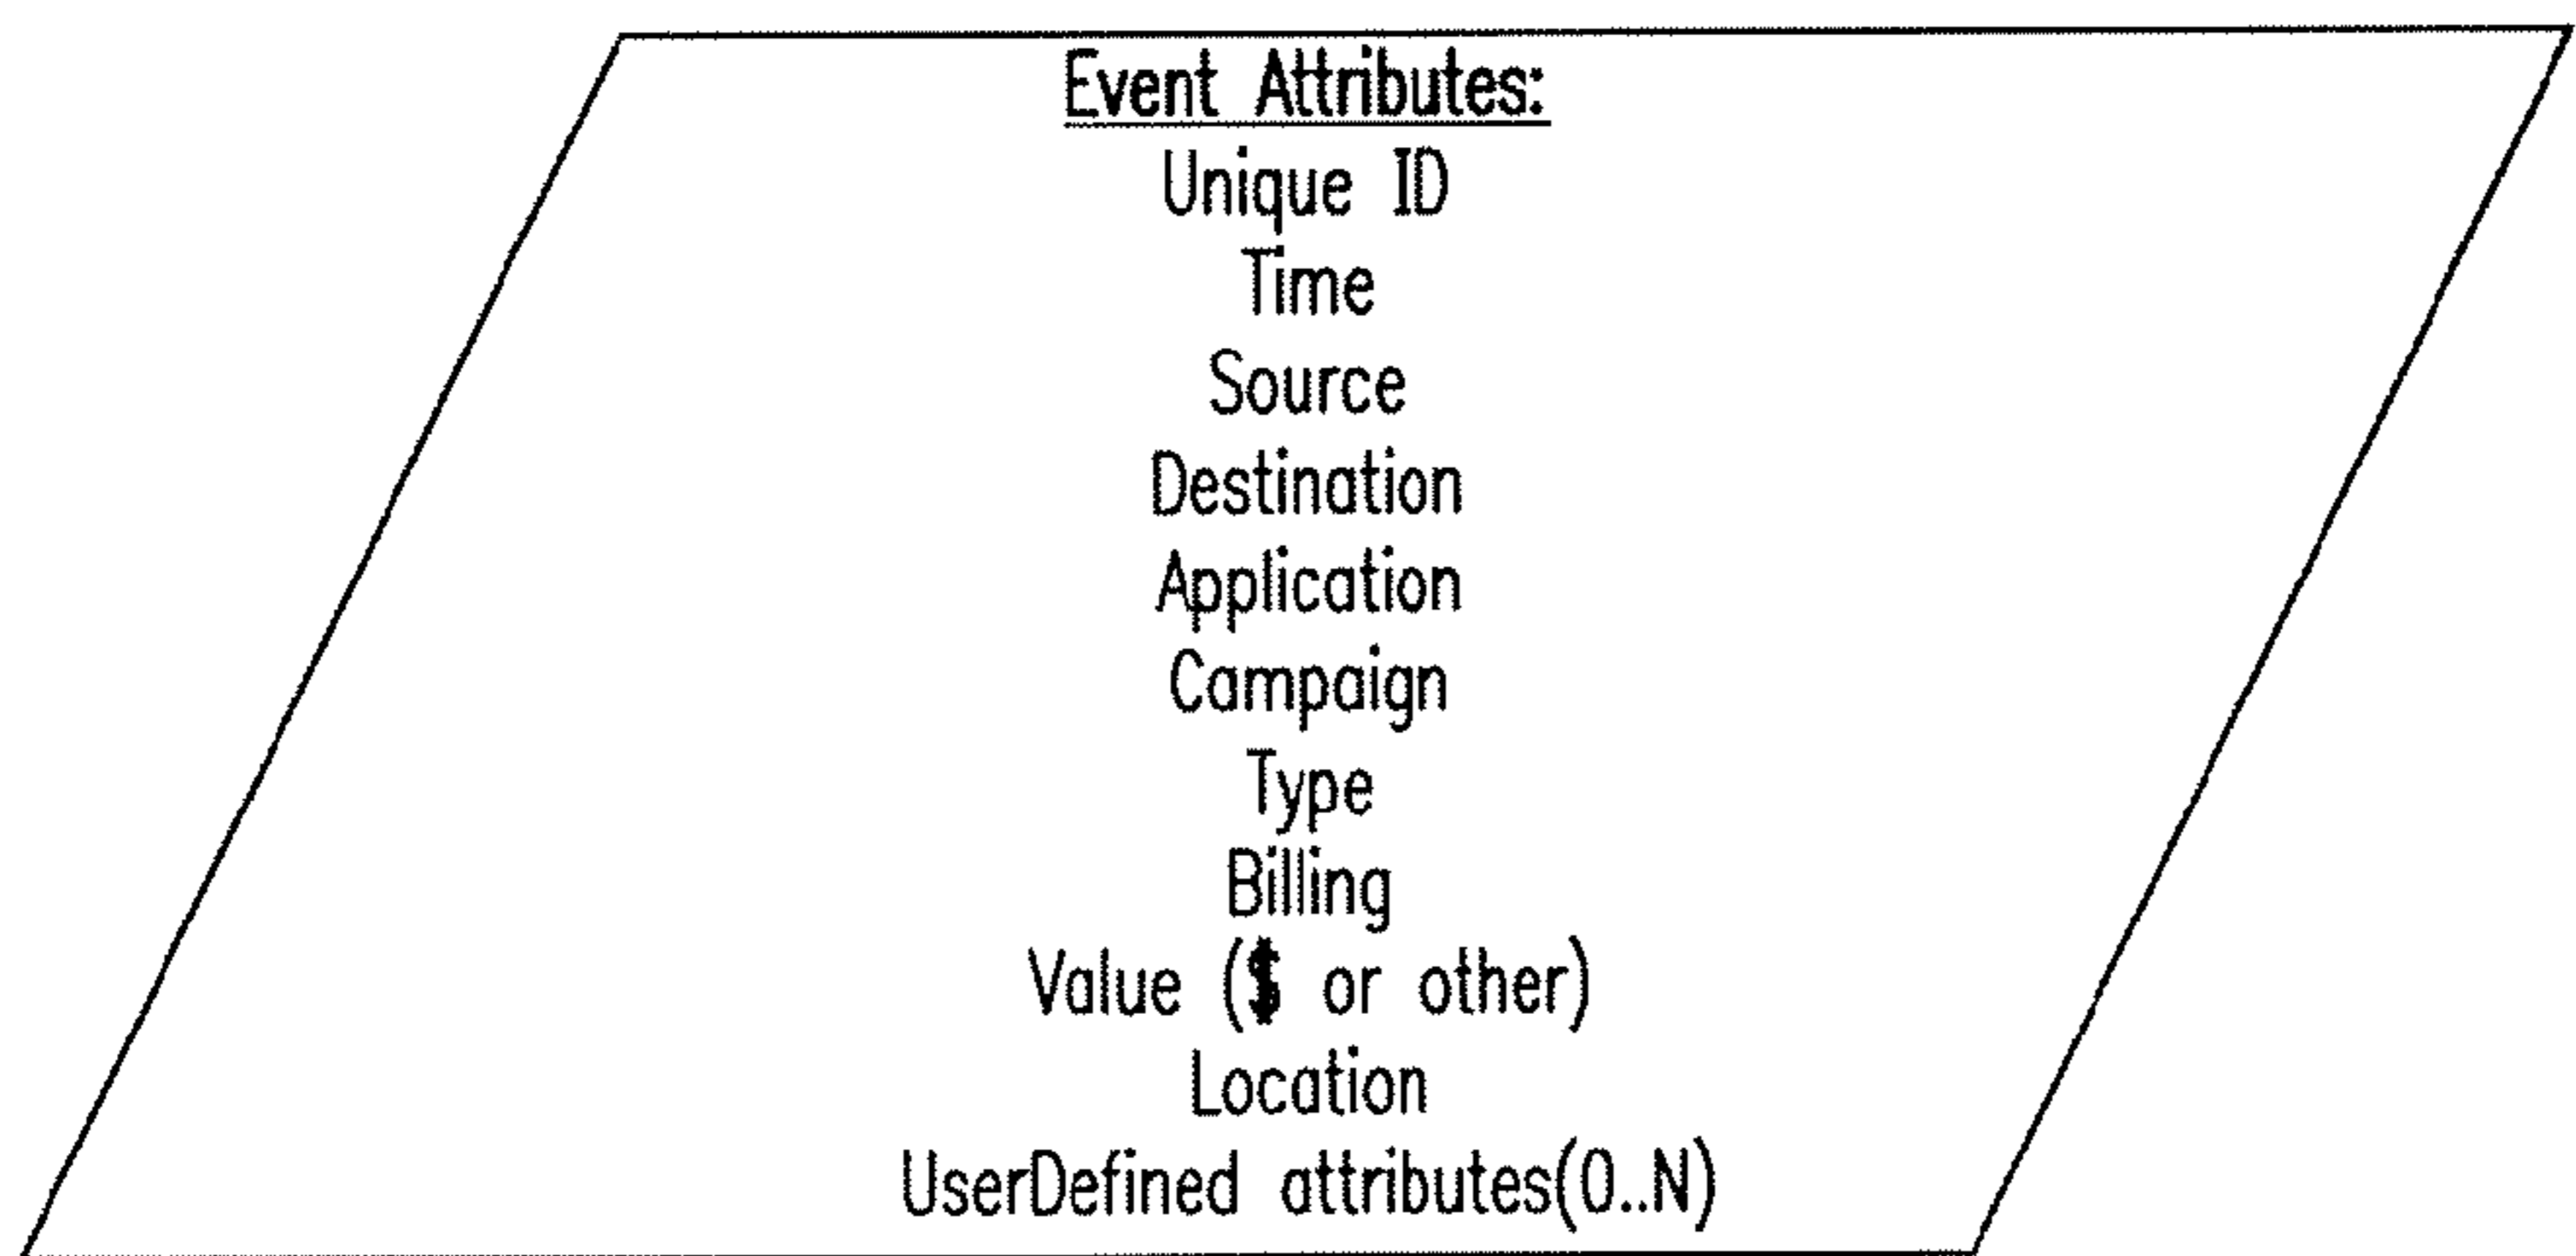 Event Attributes:
Unique ID
Time
Source
Destination
Application
Campaign
Type
Billing
Value ($ or other)
Location
UserDefined attributes(0..N)